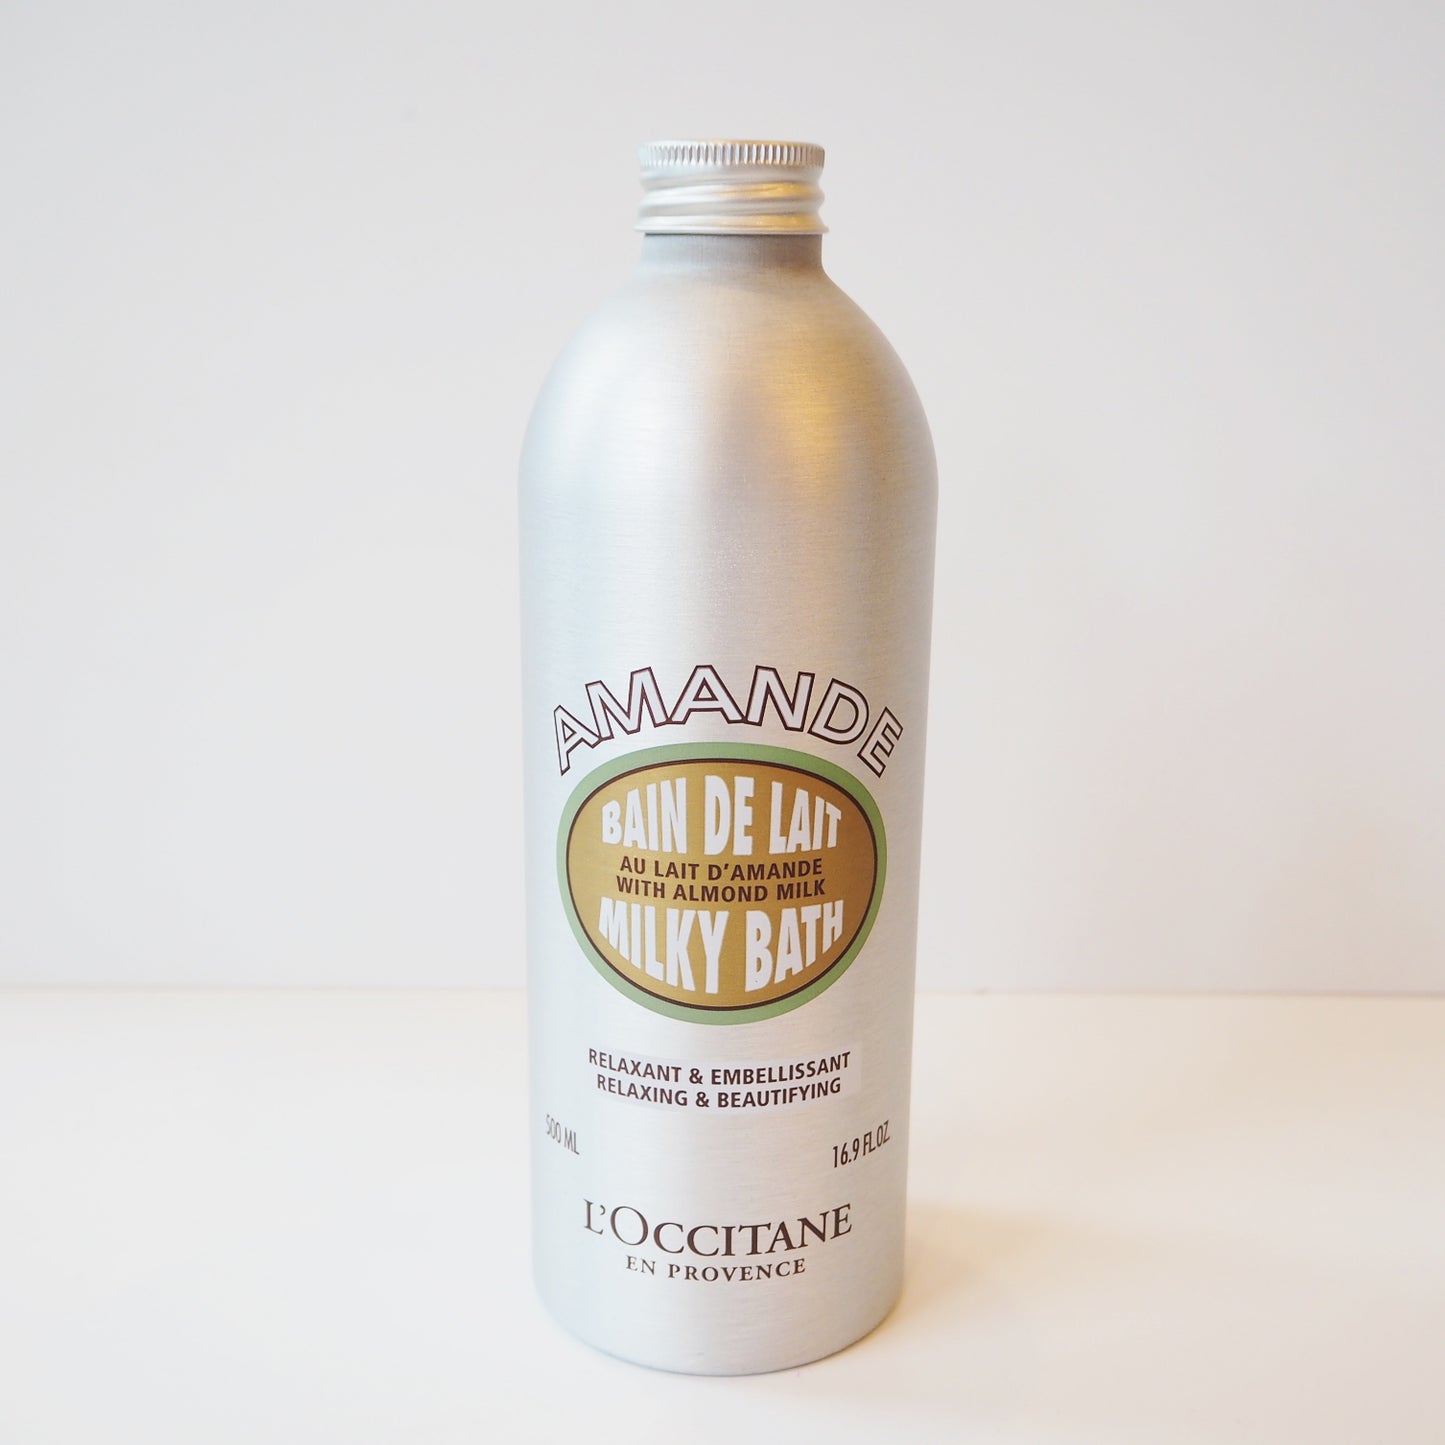 AMANDE
BAIN DE LAIT
AU LAIT D'AMANDE
WITH ALMOND MILK
MILKY BATH
RELAXANT & EMBELLISSANT
RELAXING & BEAUTIFYING
500 ML
16.9 FL.OZ.
L'OCCITANE
EN PROVENCE